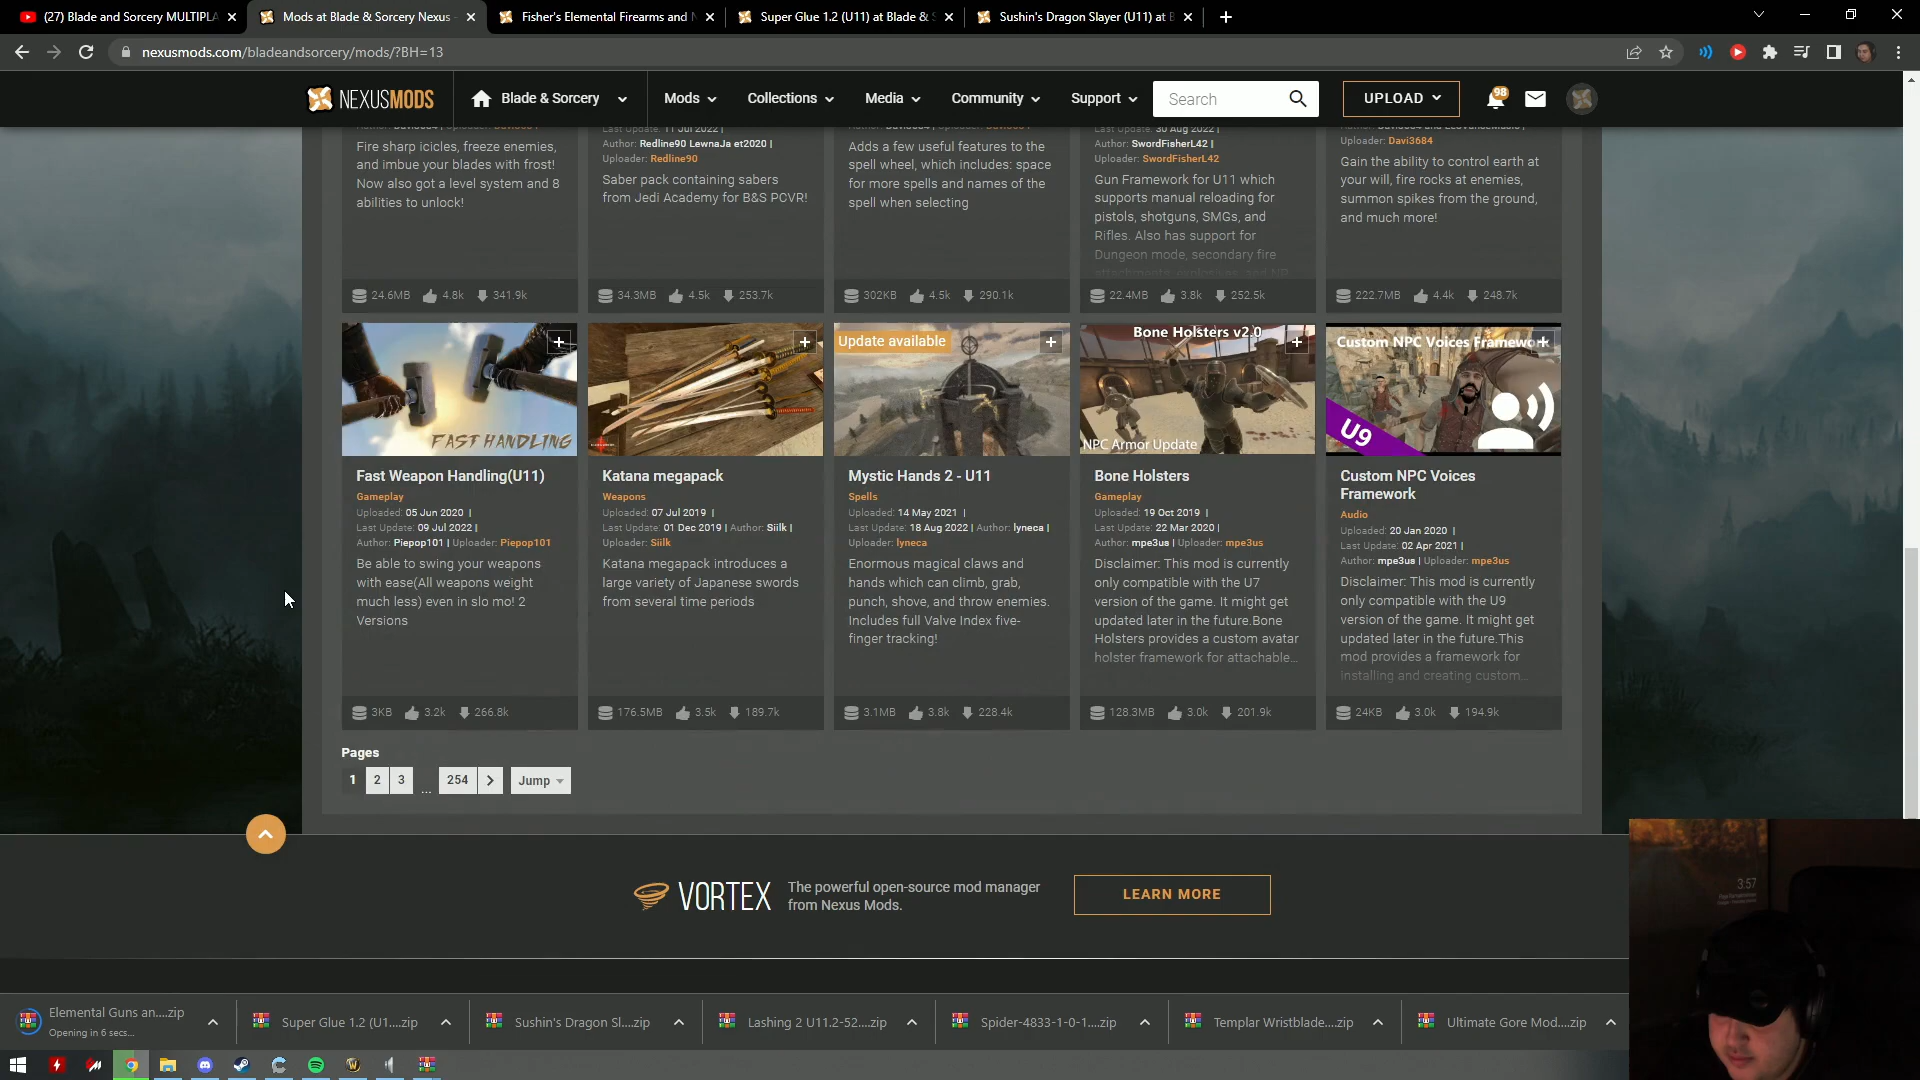 (27) Blade and Sorcery MULTIPLA
Mods at Blade & Sorcery Nexus
Fisher's Elemental Firearms and N
Super Glue 1.2 (U11) at Blade & S
Sushin's Dragon Slayer (U11) at B
nexusmods.com/bladeandsorcery/mods/?BH=13
NEXUSMODS
Blade & Sorcery
Mods
Collections
Media
Community
Support
Search
UPLOAD
98
Fire sharp icicles, freeze enemies,
and imbue your blades with frost!
Now also got a level system and 8
abilities to unlock!
24.6MB 4.8k 341.9k
Last Update: 11 Jul 2022 |
Author: Redline90 LewnaJa et2020 |
Uploader: Redline90
Saber pack containing sabers
from Jedi Academy for B&S PCVR!
34.3MB 4.5k 253.7k
Adds a few useful features to the
spell wheel, which includes: space
for more spells and names of the
spell when selecting
302KB 4.5k 290.1k
Last Update: 30 Aug 2022 |
Author: SwordFisherL42 |
Uploader: SwordFisherL42
Gun Framework for U11 which
supports manual reloading for
pistols, shotguns, SMGs, and
Rifles. Also has support for
Dungeon mode, secondary fire
attachments, explosives, and NP
22.4MB 3.8k 252.5k
Uploader: Davi3684
Gain the ability to control earth at
your will, fire rocks at enemies,
summon spikes from the ground,
and much more!
222.7MB 4.4k 248.7k
FAST HANDLING
Fast Weapon Handling(U11)
Gameplay
Uploaded: 05 Jun 2020 |
Last Update: 09 Jul 2022 |
Author: Piepop101 | Uploader: Piepop101
Be able to swing your weapons
with ease(All weapons weight
much less) even in slo mo! 2
Versions
3KB 3.2k 266.8k
Katana megapack
Weapons
Uploaded: 07 Jul 2019 |
Last Update: 01 Dec 2019 | Author: Siilk |
Uploader: Siilk
Katana megapack introduces a
large variety of Japanese swords
from several time periods
176.5MB 3.5k 189.7k
Update available
Mystic Hands 2 - U11
Spells
Uploaded: 14 May 2021 |
Last Update: 18 Aug 2022 | Author: lyneca |
Uploader: lyneca
Enormous magical claws and
hands which can climb, grab,
punch, shove, and throw enemies.
Includes full Valve Index five-
finger tracking!
3.1MB 3.8k 228.4k
Bone Holsters v2.0
NPC Armor Update
Bone Holsters
Gameplay
Uploaded: 19 Oct 2019 |
Last Update: 22 Mar 2020 |
Author: mpe3us | Uploader: mpe3us
Disclaimer: This mod is currently
only compatible with the U7
version of the game. It might get
updated later in the future.Bone
Holsters provides a custom avatar
holster framework for attachable...
128.3MB 3.0k 201.9k
Custom NPC Voices Framework
U9
Custom NPC Voices
Framework
Audio
Uploaded: 20 Jan 2020 |
Last Update: 02 Apr 2021 |
Author: mpe3us | Uploader: mpe3us
Disclaimer: This mod is currently
only compatible with the U9
version of the game. It might get
updated later in the future.This
mod provides a framework for
installing and creating custom...
24KB 3.0k 194.9k
Pages
1 2 3 ... 254 > Jump
VORTEX
The powerful open-source mod manager
from Nexus Mods.
LEARN MORE
3:57
Elemental Guns an....zip
Opening in 6 secs...
Super Glue 1.2 (U1....zip
Sushin's Dragon Sl....zip
Lashing 2 U11.2-52....zip
Spider-4833-1-0-1....zip
Templar Wristblade....zip
Ultimate Gore Mod....zip